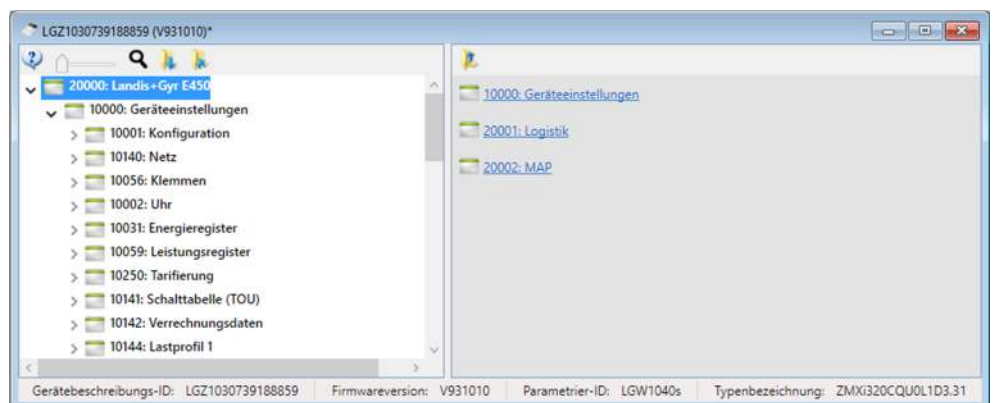 LGZ1030739188859 (V931010)*
20000: Landis+Gyr E450
10000: Geräteeinstellungen
10001: Konfiguration
10140: Netz
10056: Klemmen
10002: Uhr
10031: Energieregister
10059: Leistungsregister
10250: Tarifierung
10141: Schalttabelle (TOU)
10142: Verrechnungsdaten
10144: Lastprofil 1
10000: Geräteeinstellungen
20001: Logistik
20002: MAP
Gerätebeschreibungs-ID: LGZ1030739188859 Firmwareversion: V931010 Parametrier-ID: LGW1040s Typenbezeichnung: ZMXi320CQU0L1D3.31